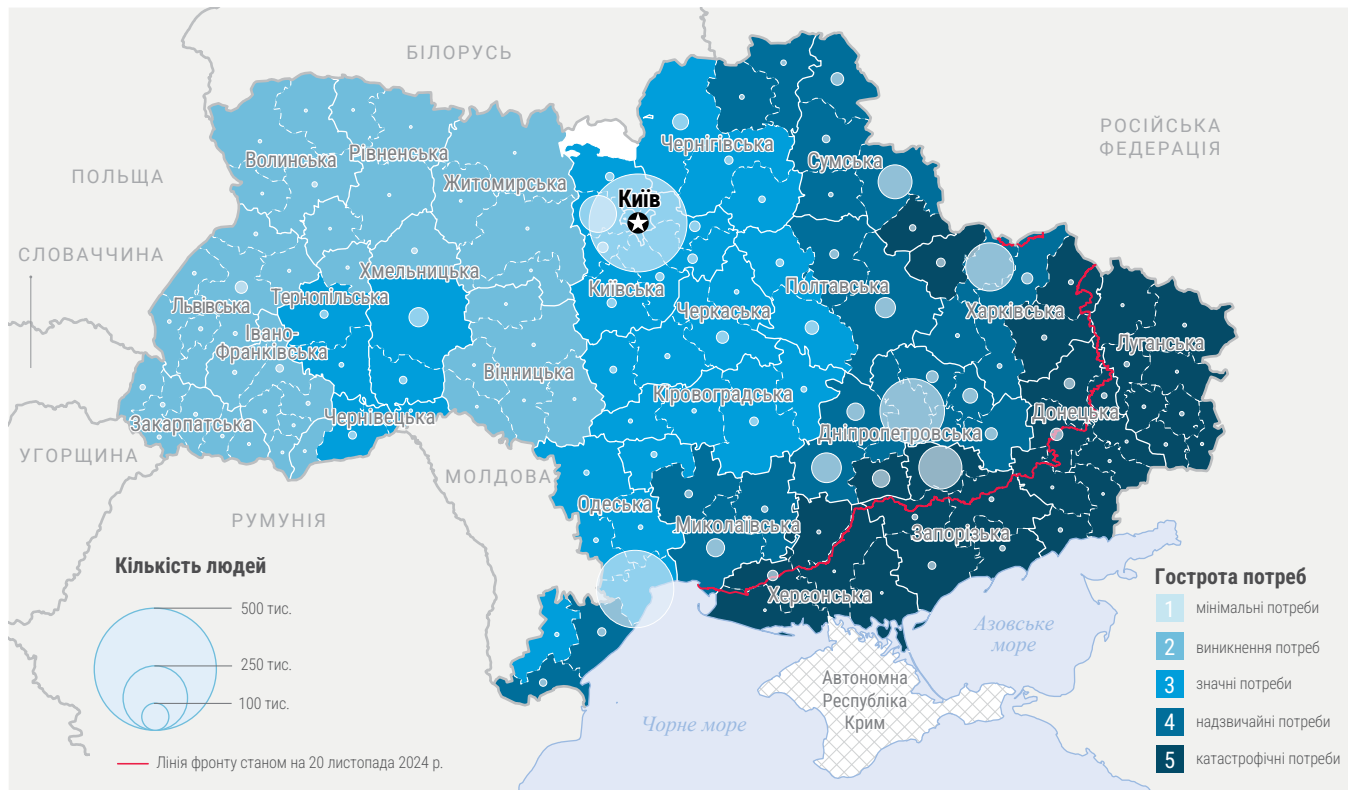 БІЛОРУСЬ
РОСІЙСЬКА
ФЕДЕРАЦІЯ
ПОЛЬЩА
СЛОВАЧЧИНА
УГОРЩИНА
РУМУНІЯ
МОЛДОВА
Волинська
Рівненська
Житомирська
Київ
Чернігівська
Сумська
Львівська
Тернопільська
Хмельницька
Київська
Черкаська
Полтавська
Харківська
Луганська
Івано-
Франківська
Закарпатська
Чернівецька
Вінницька
Кіровоградська
Дніпропетровська
Донецька
Одеська
Миколаївська
Запорізька
Херсонська
Автономна
Республіка
Крим
Азовське
море
Чорне море
Кількість людей
500 тис.
250 тис.
100 тис.
Лінія фронту станом на 20 листопада 2024 р.
Гострота потреб
1 мінімальні потреби
2 виникнення потреб
3 значні потреби
4 надзвичайні потреби
5 катастрофічні потреби